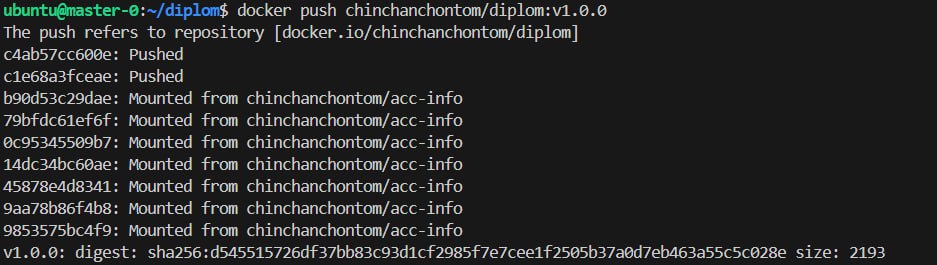 ubuntu@master-0:~/diplom$ docker push chinchanchontom/diplom:v1.0.0
The push refers to repository [docker.io/chinchanchontom/diplom]
c4ab57cc600e: Pushed
c1e68a3fceae: Pushed
b90d53c29dae: Mounted from chinchanchontom/acc-info
79bfdc61ef6f: Mounted from chinchanchontom/acc-info
0c95345509b7: Mounted from chinchanchontom/acc-info
14dc34bc60ae: Mounted from chinchanchontom/acc-info
45878e4d8341: Mounted from chinchanchontom/acc-info
9aa78b86f4b8: Mounted from chinchanchontom/acc-info
9853575bc4f9: Mounted from chinchanchontom/acc-info
v1.0.0: digest: sha256:d545515726df37bb83c93d1cf2985f7e7cee1f2505b37a0d7eb463a55c5c028e size: 2193